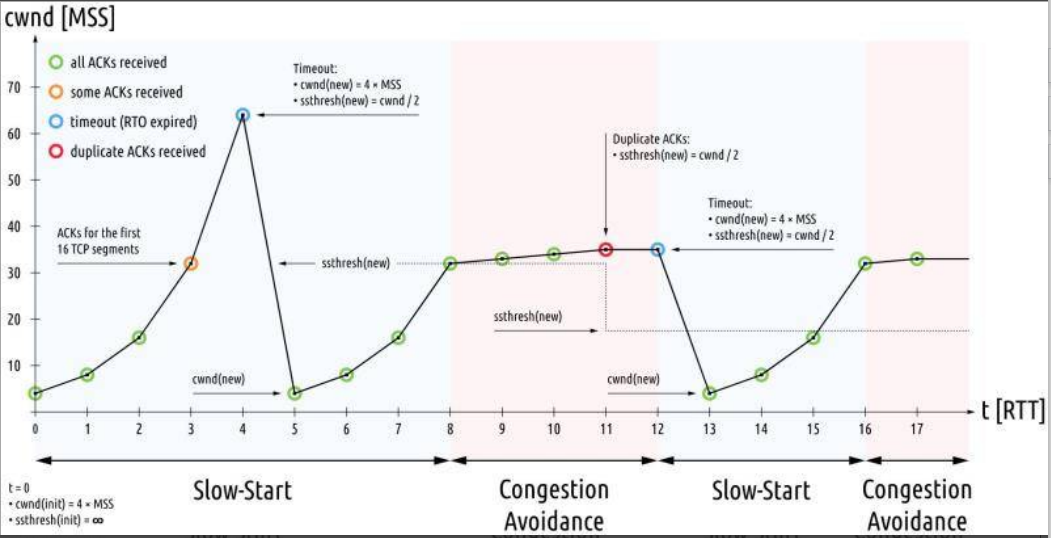 cwnd [MSS]
all ACKs received
some ACKs received
timeout (RTO expired)
duplicate ACKs received
Timeout:
• cwnd(new) = 4 × MSS
• ssthresh(new) = cwnd / 2
Duplicate ACKs:
• ssthresh(new) = cwnd / 2
Timeout:
• cwnd(new) = 4 × MSS
• ssthresh(new) = cwnd / 2
ACKs for the first
16 TCP segments
ssthresh(new)
ssthresh(new)
cwnd(new)
cwnd(new)
70
60
50
40
30
20
10
0 1 2 3 4 5 6 7 8 9 10 11 12 13 14 15 16 17
t [RTT]
Slow-Start
Congestion
Avoidance
Slow-Start
Congestion
Avoidance
t = 0
• cwnd(init) = 4 × MSS
• ssthresh(init) = ∞